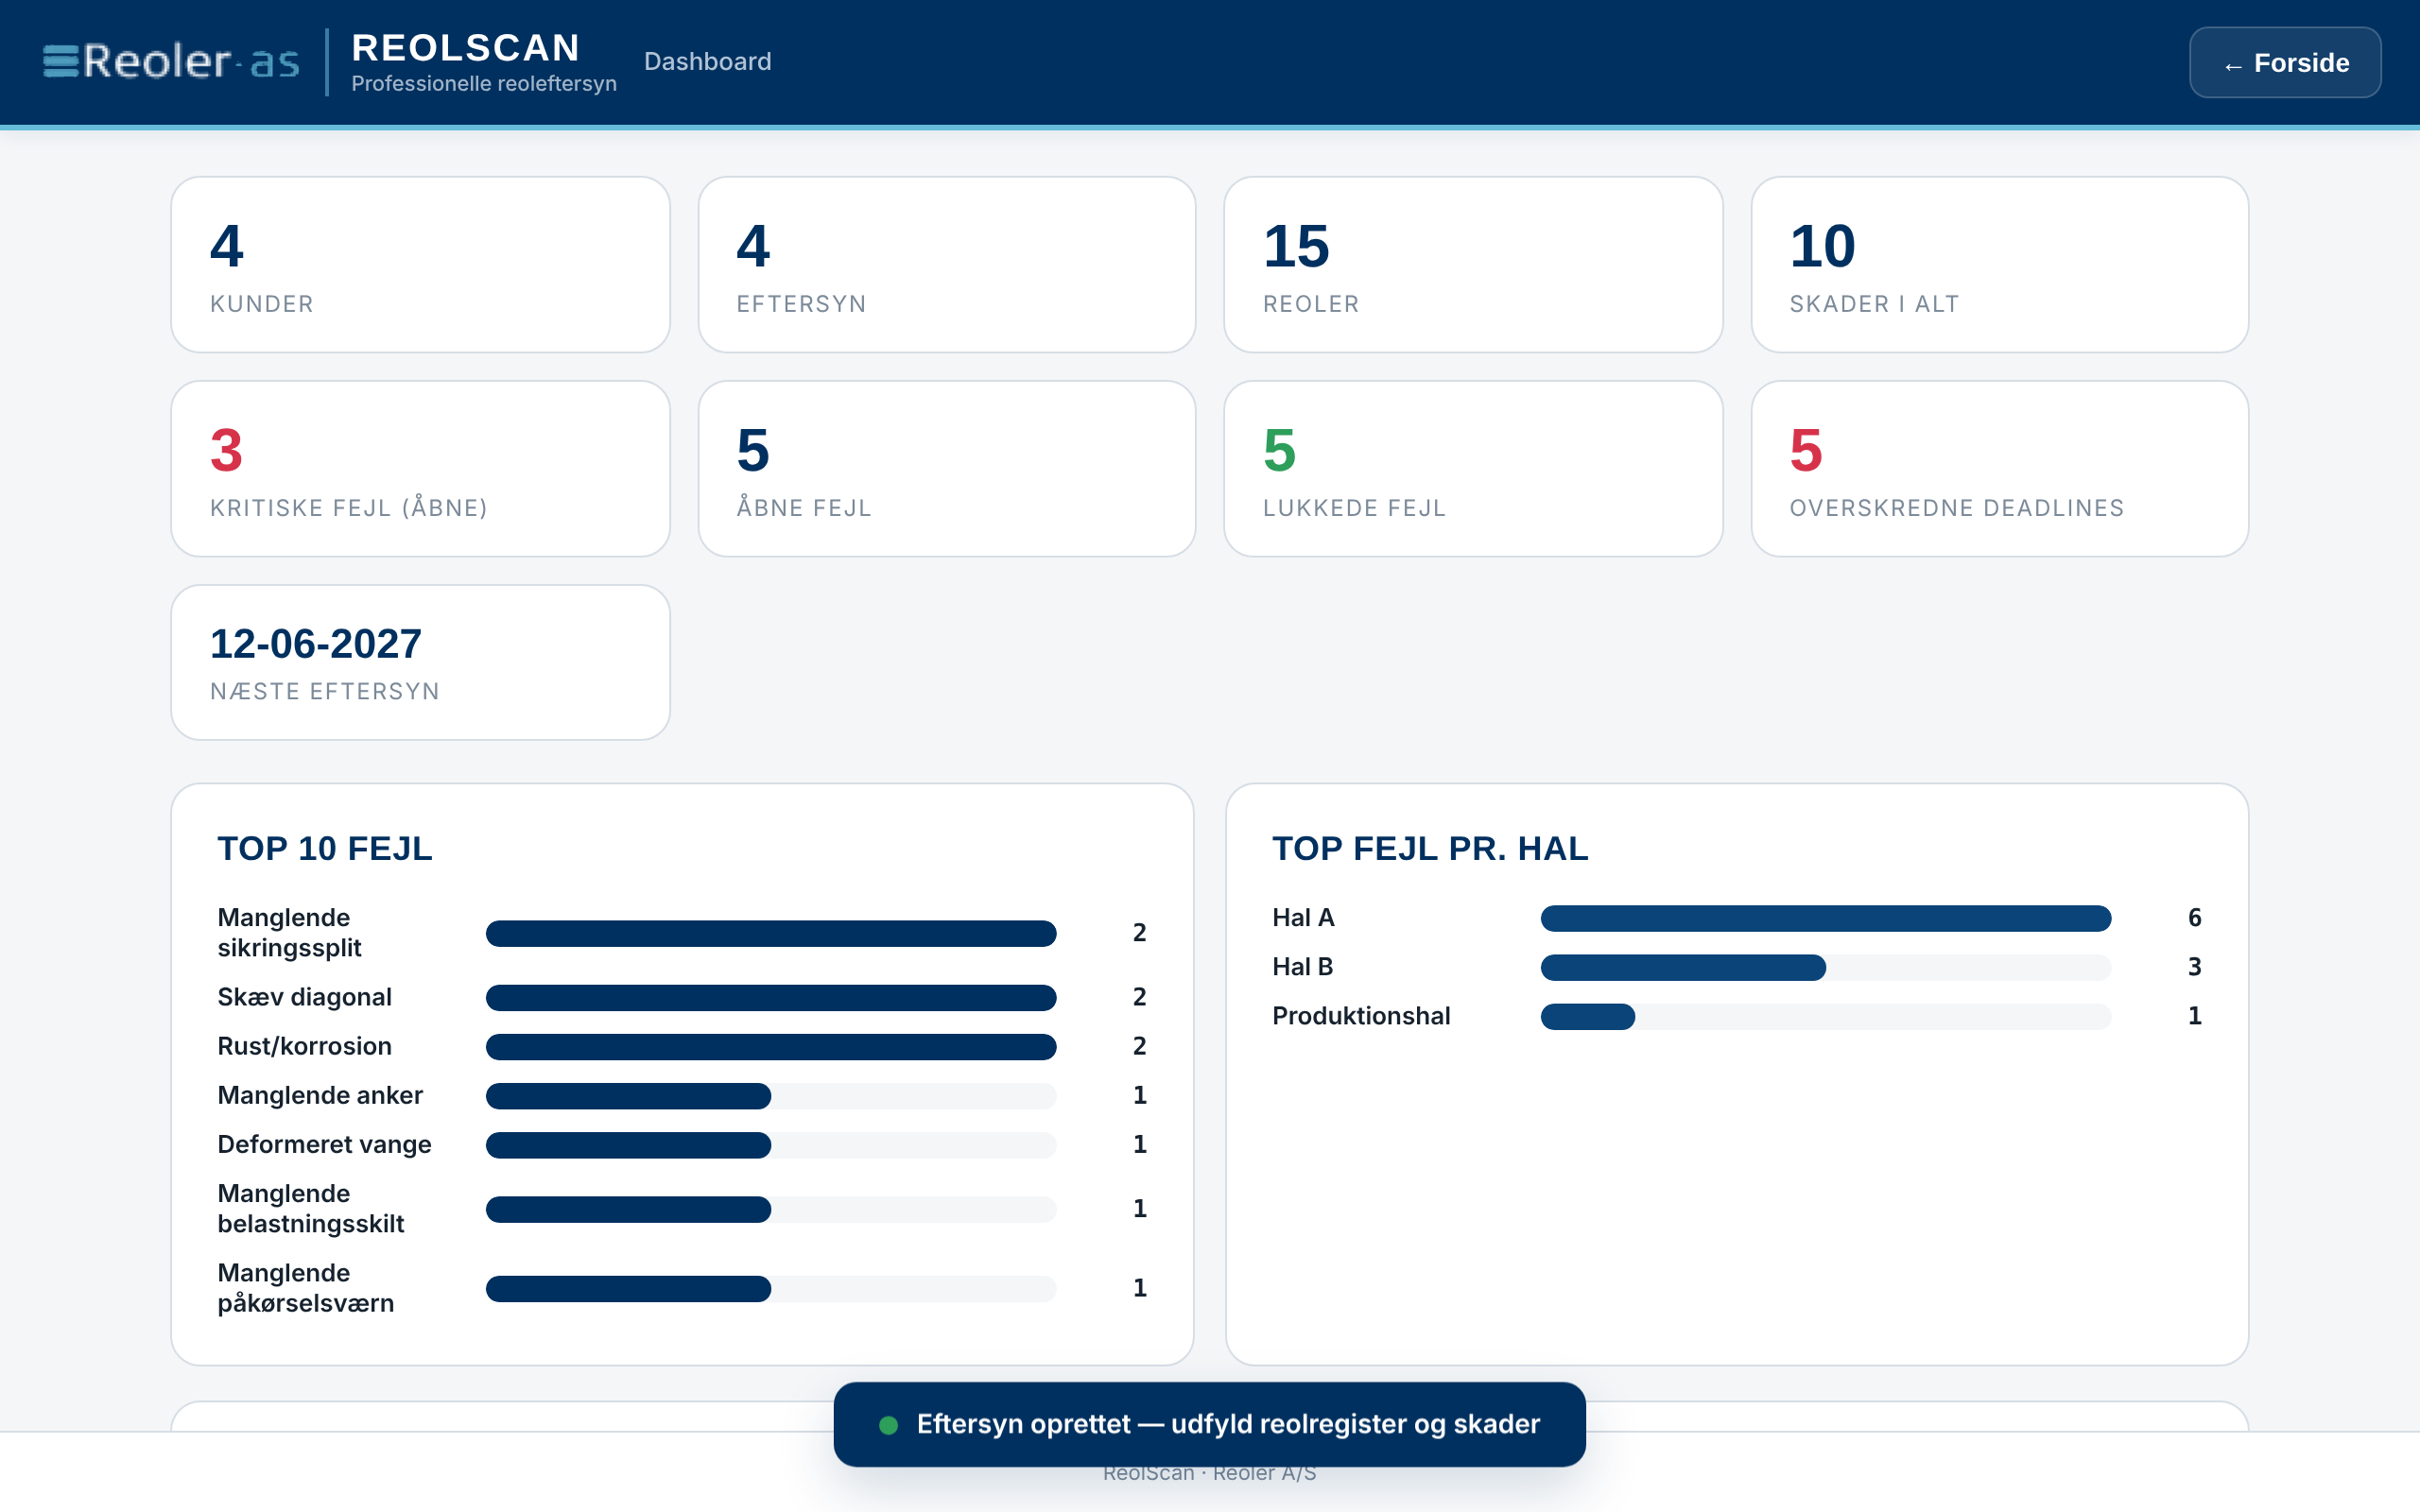 Reoler·as
REOLSCAN
Professionelle reoleftersyn
Dashboard
← Forside
4
KUNDER
4
EFTERSYN
15
REOLER
10
SKADER I ALT
3
KRITISKE FEJL (ÅBNE)
5
ÅBNE FEJL
5
LUKKEDE FEJL
5
OVERSKREDNE DEADLINES
12-06-2027
NÆSTE EFTERSYN
TOP 10 FEJL
Manglende
sikringssplit
2
Skæv diagonal
2
Rust/korrosion
2
Manglende anker
1
Deformeret vange
1
Manglende
belastningsskilt
1
Manglende
påkørselsværn
1
TOP FEJL PR. HAL
Hal A
6
Hal B
3
Produktionshal
1
Eftersyn oprettet — udfyld reolregister og skader
ReolScan · Reoler A/S